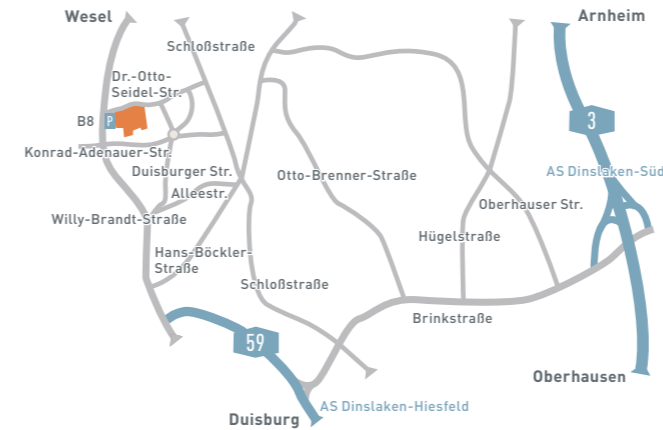 Wesel
Arnheim
Schloßstraße
Dr.-Otto-
Seidel-Str.
B8
P
3
Konrad-Adenauer-Str.
Duisburger Str.
Otto-Brenner-Straße
AS Dinslaken-Süd
Alleestr.
Oberhauser Str.
Willy-Brandt-Straße
Hügelstraße
Hans-Böckler-
Straße
Schloßstraße
Brinkstraße
59
Oberhausen
AS Dinslaken-Hiesfeld
Duisburg